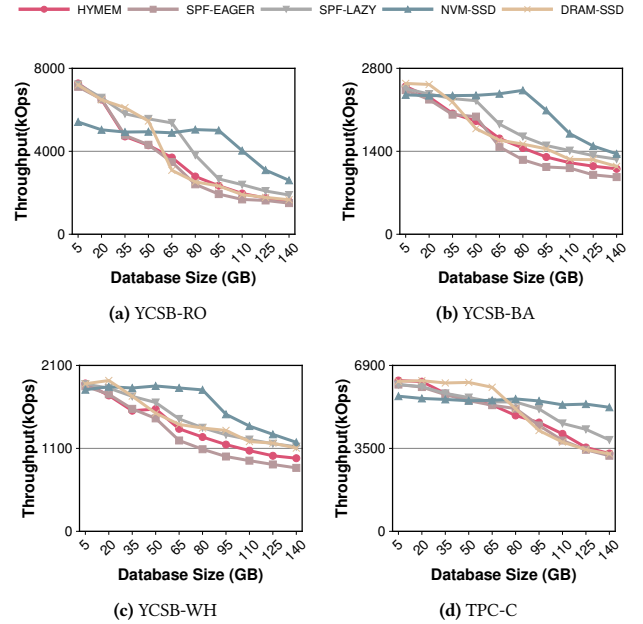 HYMEM SPF-EAGER SPF-LAZY NVM-SSD DRAM-SSD
Throughput(kOps)
8000
4000
0
5 20 35 50 65 80 95 110 125 140
Database Size (GB)
(a) YCSB-RO
Throughput(kOps)
2800
1400
0
5 20 35 50 65 80 95 110 125 140
Database Size (GB)
(b) YCSB-BA
Throughput(kOps)
2100
1100
0
5 20 35 50 65 80 95 110 125 140
Database Size (GB)
(c) YCSB-WH
Throughput(kOps)
6900
3500
0
5 20 35 50 65 80 95 110 125 140
Database Size (GB)
(d) TPC-C